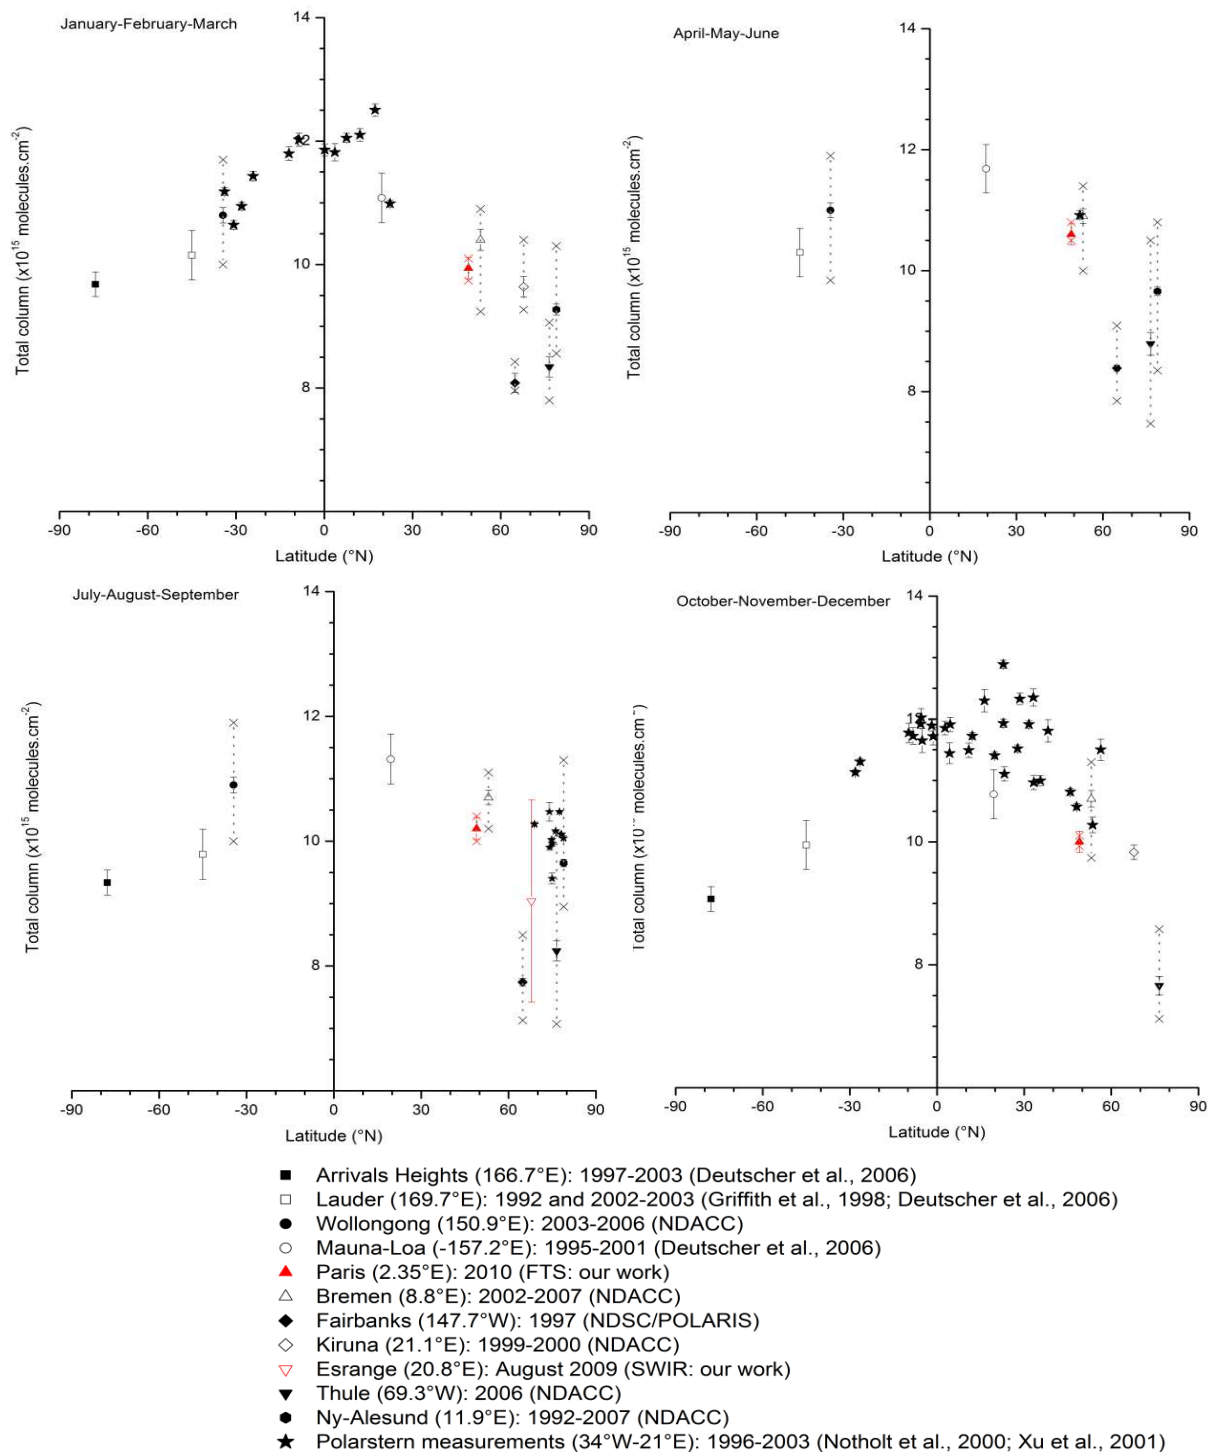 January-February-March
14
12
10
8
-90 -60 -30 0 30 60 90
Latitude (°N)
Total column (x10¹⁵ molecules.cm⁻²)
April-May-June
14
12
10
8
-90 -60 -30 0 30 60 90
Latitude (°N)
Total column (x10¹⁵ molecules.cm⁻²)
July-August-September
14
12
10
8
-90 -60 -30 0 30 60 90
Latitude (°N)
Total column (x10¹⁵ molecules.cm⁻²)
October-November-December
14
10
8
-90 -60 -30 0 30 60 90
Latitude (°N)
Total column
Arrivals Heights (166.7°E): 1997-2003 (Deutscher et al., 2006)
Lauder (169.7°E): 1992 and 2002-2003 (Griffith et al., 1998; Deutscher et al., 2006)
Wollongong (150.9°E): 2003-2006 (NDACC)
Mauna-Loa (-157.2°E): 1995-2001 (Deutscher et al., 2006)
Paris (2.35°E): 2010 (FTS: our work)
Bremen (8.8°E): 2002-2007 (NDACC)
Fairbanks (147.7°W): 1997 (NDSC/POLARIS)
Kiruna (21.1°E): 1999-2000 (NDACC)
Esrange (20.8°E): August 2009 (SWIR: our work)
Thule (69.3°W): 2006 (NDACC)
Ny-Alesund (11.9°E): 1992-2007 (NDACC)
Polarstern measurements (34°W-21°E): 1996-2003 (Notholt et al., 2000; Xu et al., 2001)